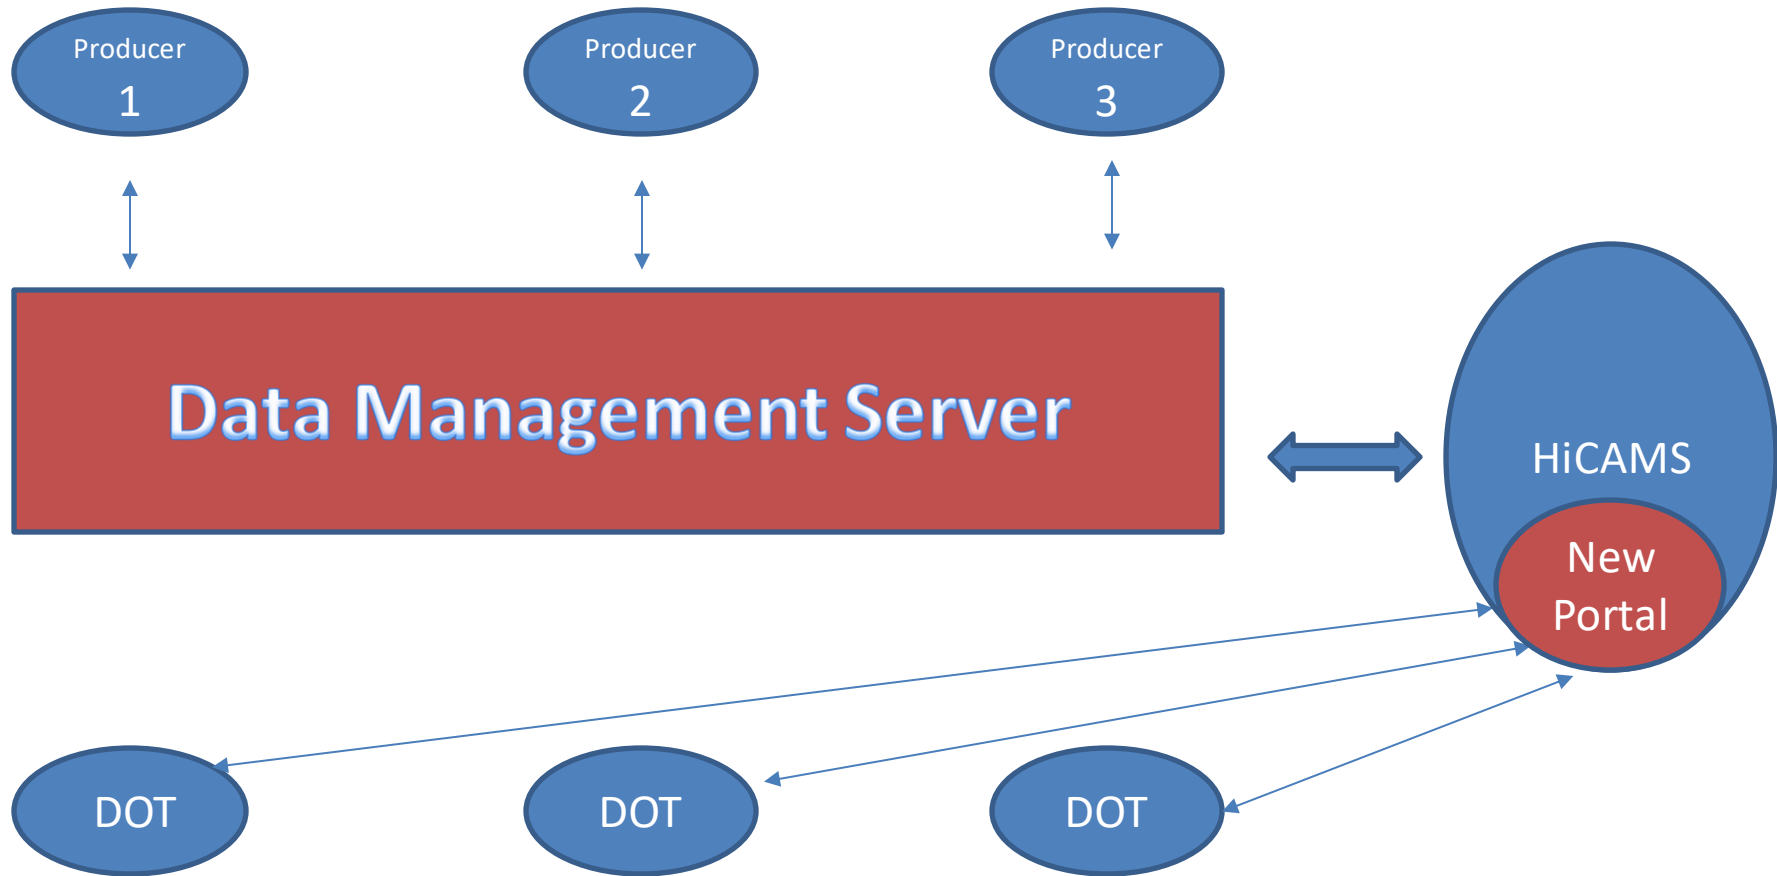 Producer
1
Producer
2
Producer
3
Data Management Server
HiCAMS
New
Portal
DOT
DOT
DOT